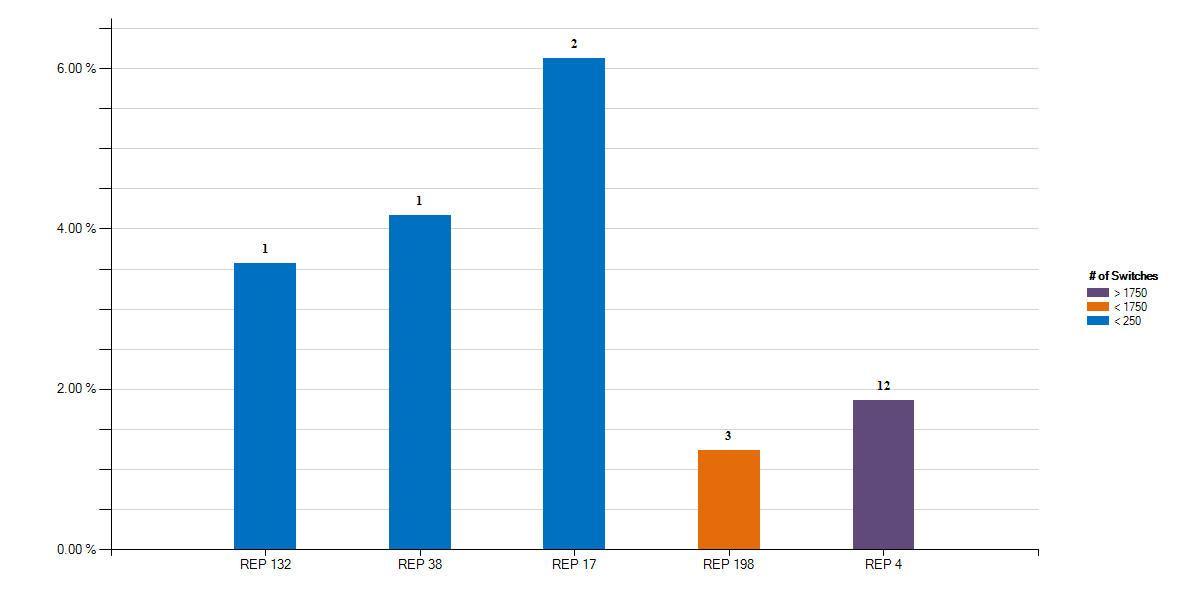 2
6.00 %
1
4.00 %
1
# of Switches
> 1750
< 1750
< 250
2.00 %
12
3
0.00 %
REP 132
REP 38
REP 17
REP 198
REP 4